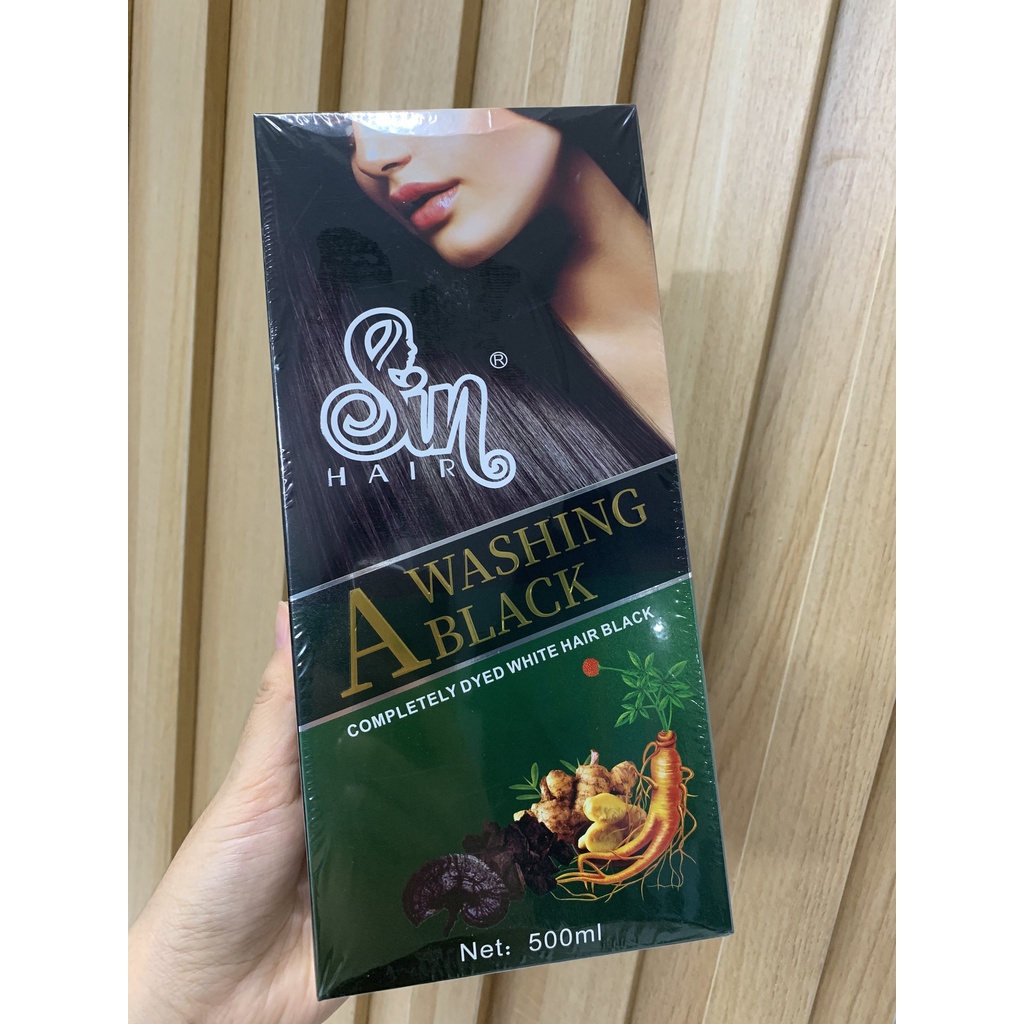 Sin®
HAIR
A WASHING
BLACK
COMPLETELY DYED WHITE HAIR BLACK
Net: 500ml